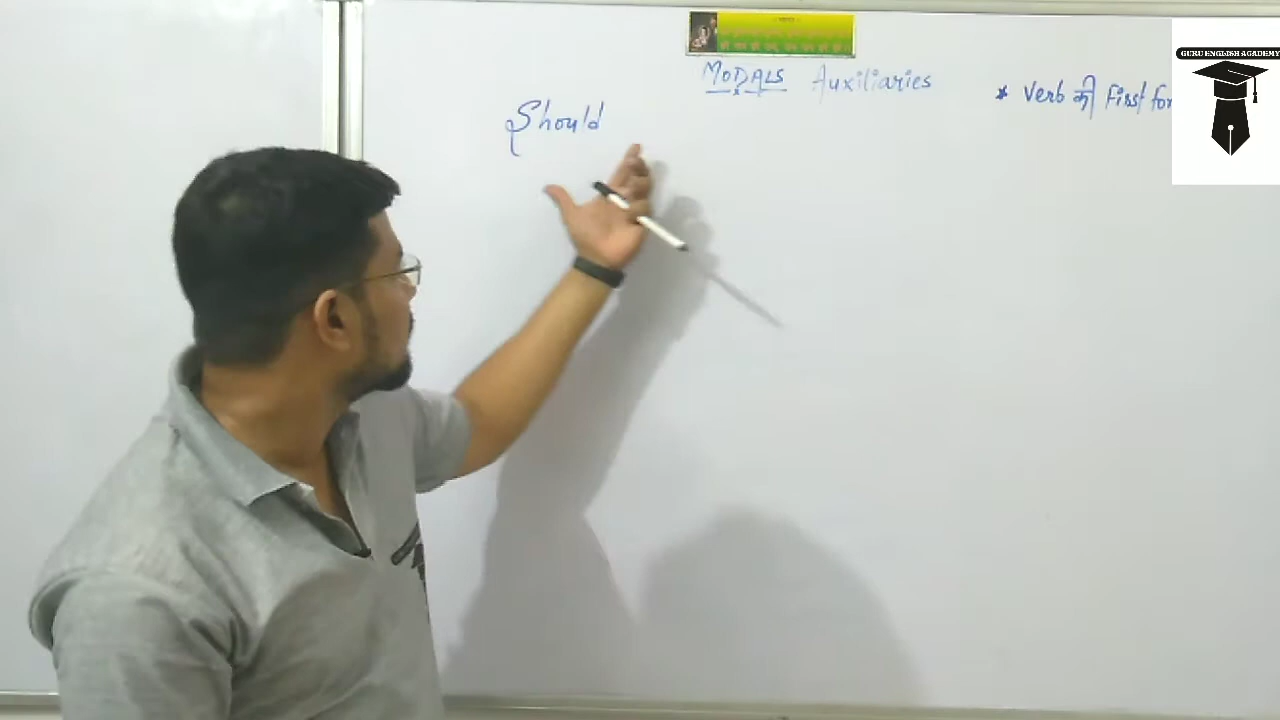 MODALS Auxiliaries
* Verb की First for
Should
GURU ENGLISH ACADEMY